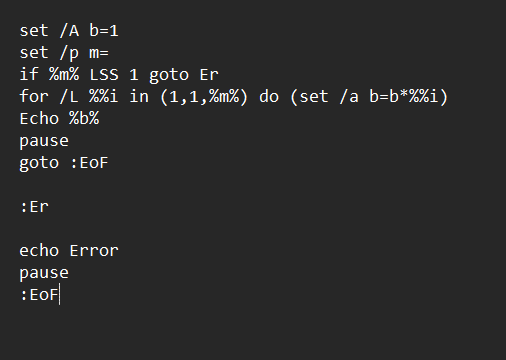 set /A b=1
set /p m=
if %m% LSS 1 goto Er
for /L %%i in (1,1,%m%) do (set /a b=b*%%i)
Echo %b%
pause
goto :EoF
:Er
echo Error
pause
:EoF